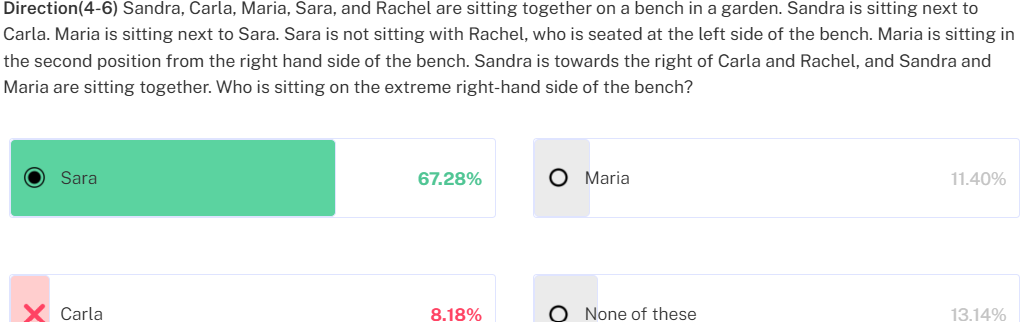 Direction(4-6) Sandra, Carla, Maria, Sara, and Rachel are sitting together on a bench in a garden. Sandra is sitting next to
Carla. Maria is sitting next to Sara. Sara is not sitting with Rachel, who is seated at the left side of the bench. Maria is sitting in
the second position from the right hand side of the bench. Sandra is towards the right of Carla and Rachel, and Sandra and
Maria are sitting together. Who is sitting on the extreme right-hand side of the bench?
Sara 67.28%
Maria 11.40%
Carla 8.18%
None of these 13.14%